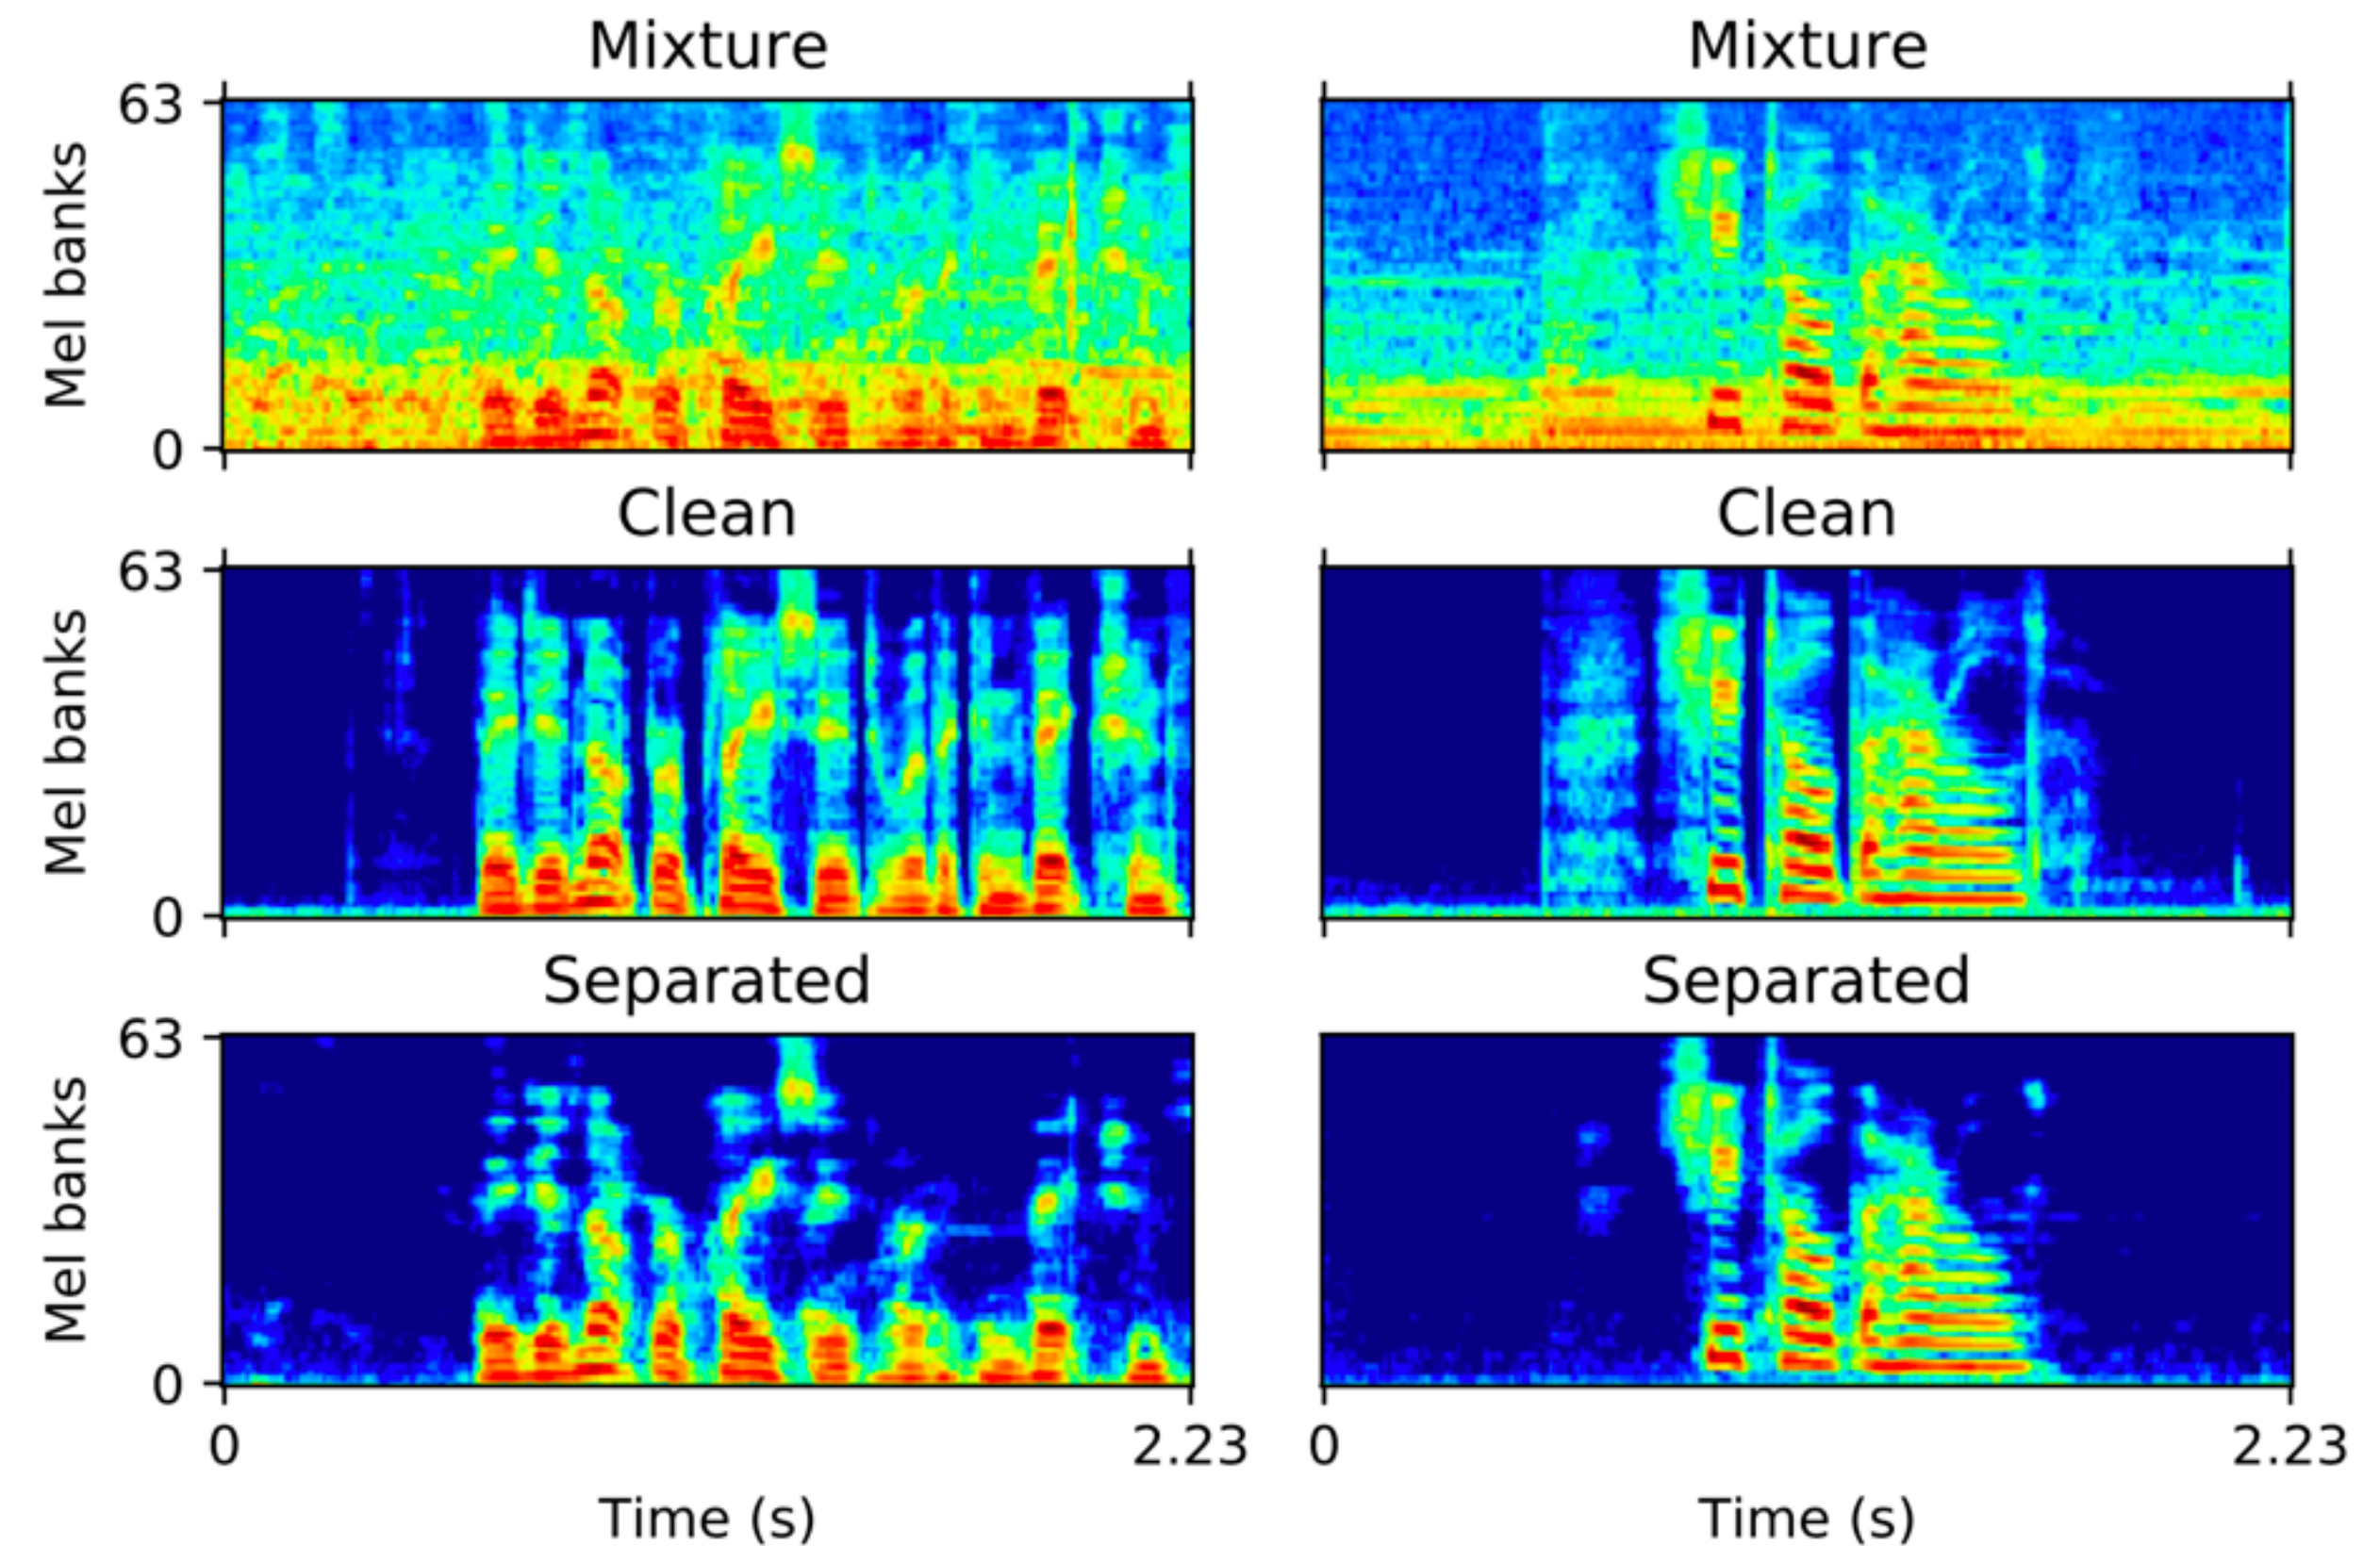 Mixture Mixture
63
Mel banks
0
Clean Clean
63
Mel banks
0
Separated Separated
63
Mel banks
0
0 2.23 0 2.23
Time (s) Time (s)